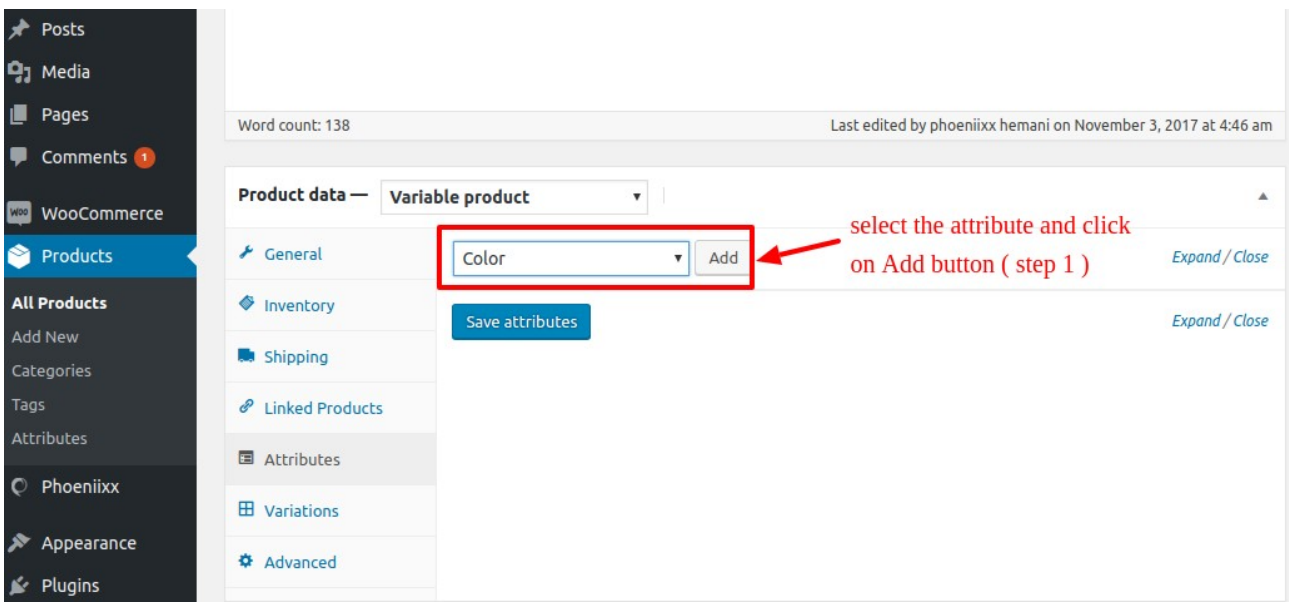 Posts
Media
Pages
Comments 1
WooCommerce
Products
All Products
Add New
Categories
Tags
Attributes
Phoeniixx
Appearance
Plugins
Word count: 138
Last edited by phoeniixx hemani on November 3, 2017 at 4:46 am
Product data — Variable product
General
Inventory
Shipping
Linked Products
Attributes
Variations
Advanced
Color
Add
select the attribute and click
on Add button ( step 1 )
Expand / Close
Save attributes
Expand / Close